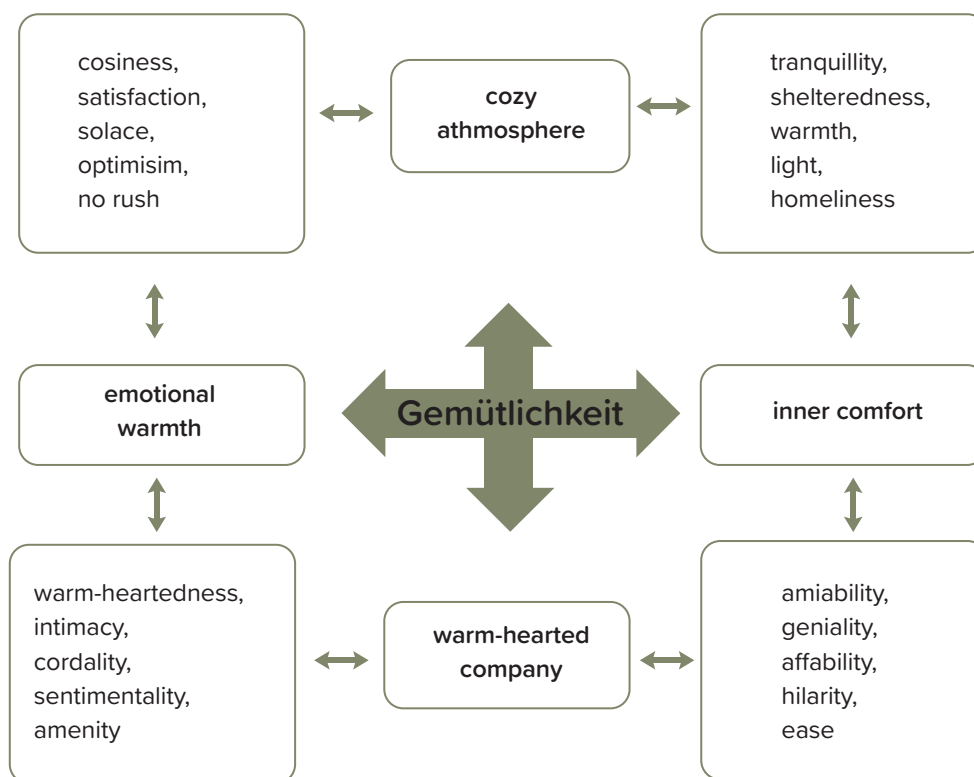 cosiness,
satisfaction,
solace,
optimisim,
no rush
cozy
athmosphere
tranquillity,
shelteredness,
warmth,
light,
homeliness
emotional
warmth
Gemütlichkeit
inner comfort
warm-heartedness,
intimacy,
cordality,
sentimentality,
amenity
warm-hearted
company
amiability,
geniality,
affability,
hilarity,
ease